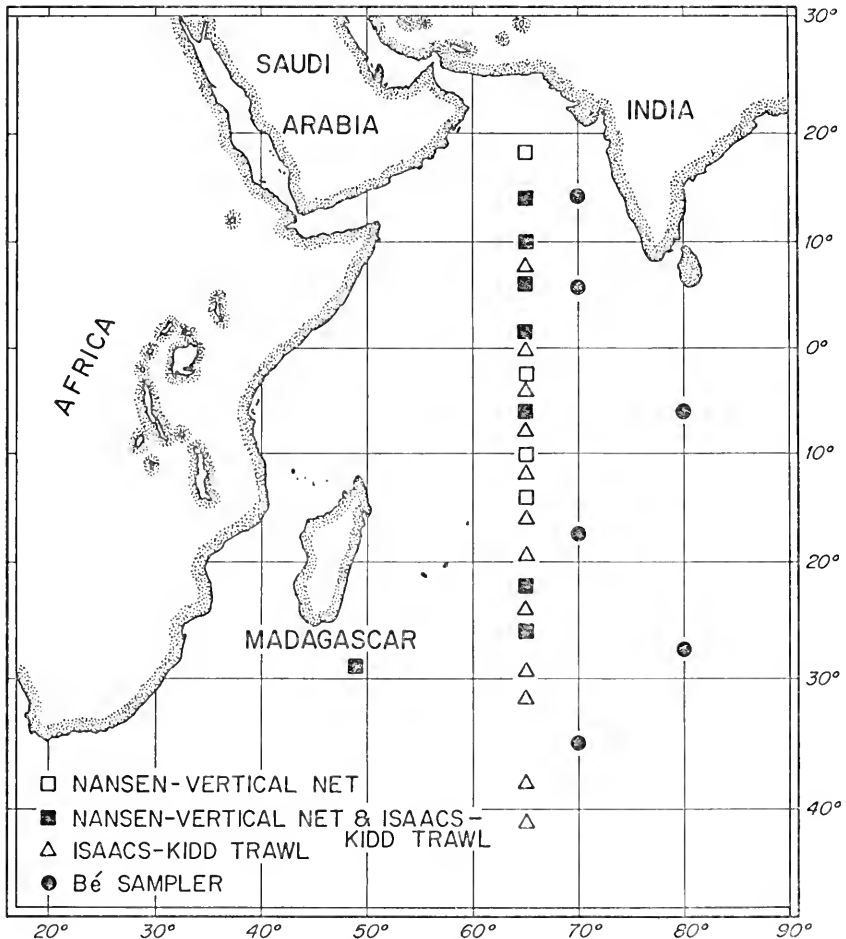 30°
SAUDI
ARABIA
INDIA
20°
10°
AFRICA
0°
10°
20°
MADAGASCAR
30°
NANSEN-VERTICAL NET
NANSEN-VERTICAL NET & ISAACS-
KIDD TRAWL
40°
ISAACS-KIDD TRAWL
Bé SAMPLER
20° 30° 40° 50° 60° 70° 80° 90°